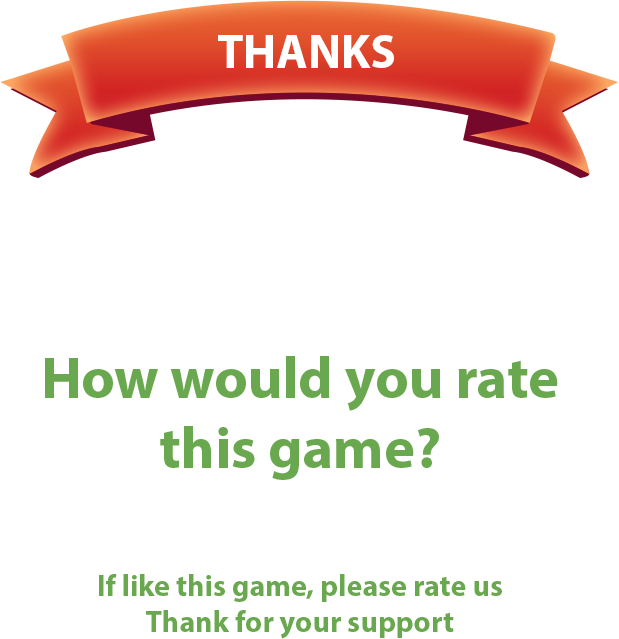 THANKS
How would you rate
this game?
If like this game, please rate us
Thank for your support